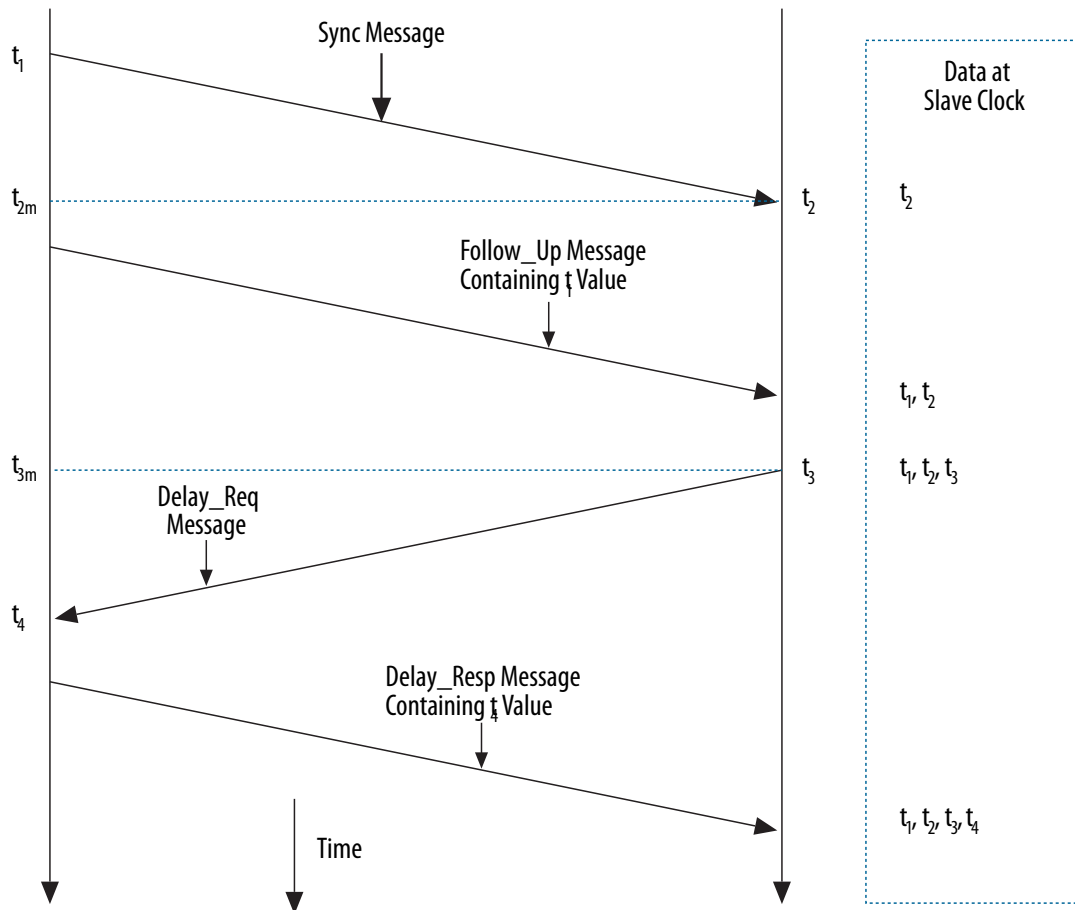 Sync Message
Data at
Slave Clock
t1
t2m
t2
t2
Follow_Up Message
Containing t1 Value
t1, t2
t3m
t3
t1, t2, t3
Delay_Req
Message
t4
Delay_Resp Message
Containing t4 Value
t1, t2, t3, t4
Time